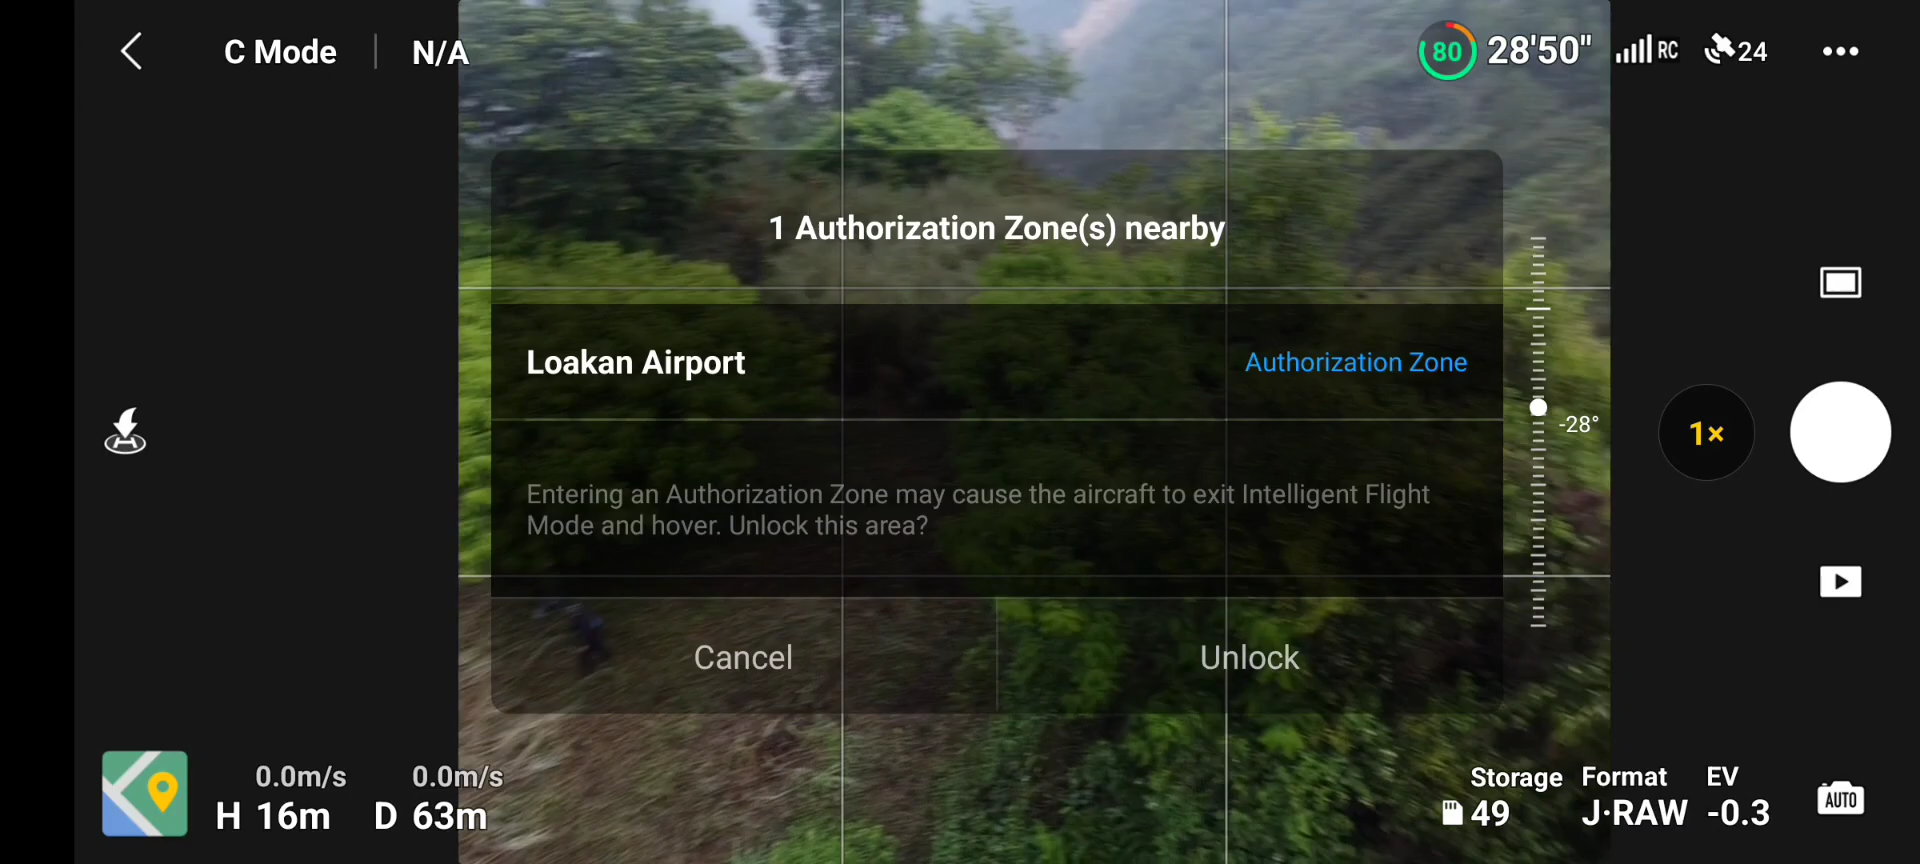 C Mode | N/A
80 28'50" RC 24
1 Authorization Zone(s) nearby
Loakan Airport Authorization Zone
-28°
1×
Entering an Authorization Zone may cause the aircraft to exit Intelligent Flight
Mode and hover. Unlock this area?
Cancel Unlock
0.0m/s 0.0m/s
H 16m D 63m
Storage Format EV
49 J·RAW -0.3
AUTO